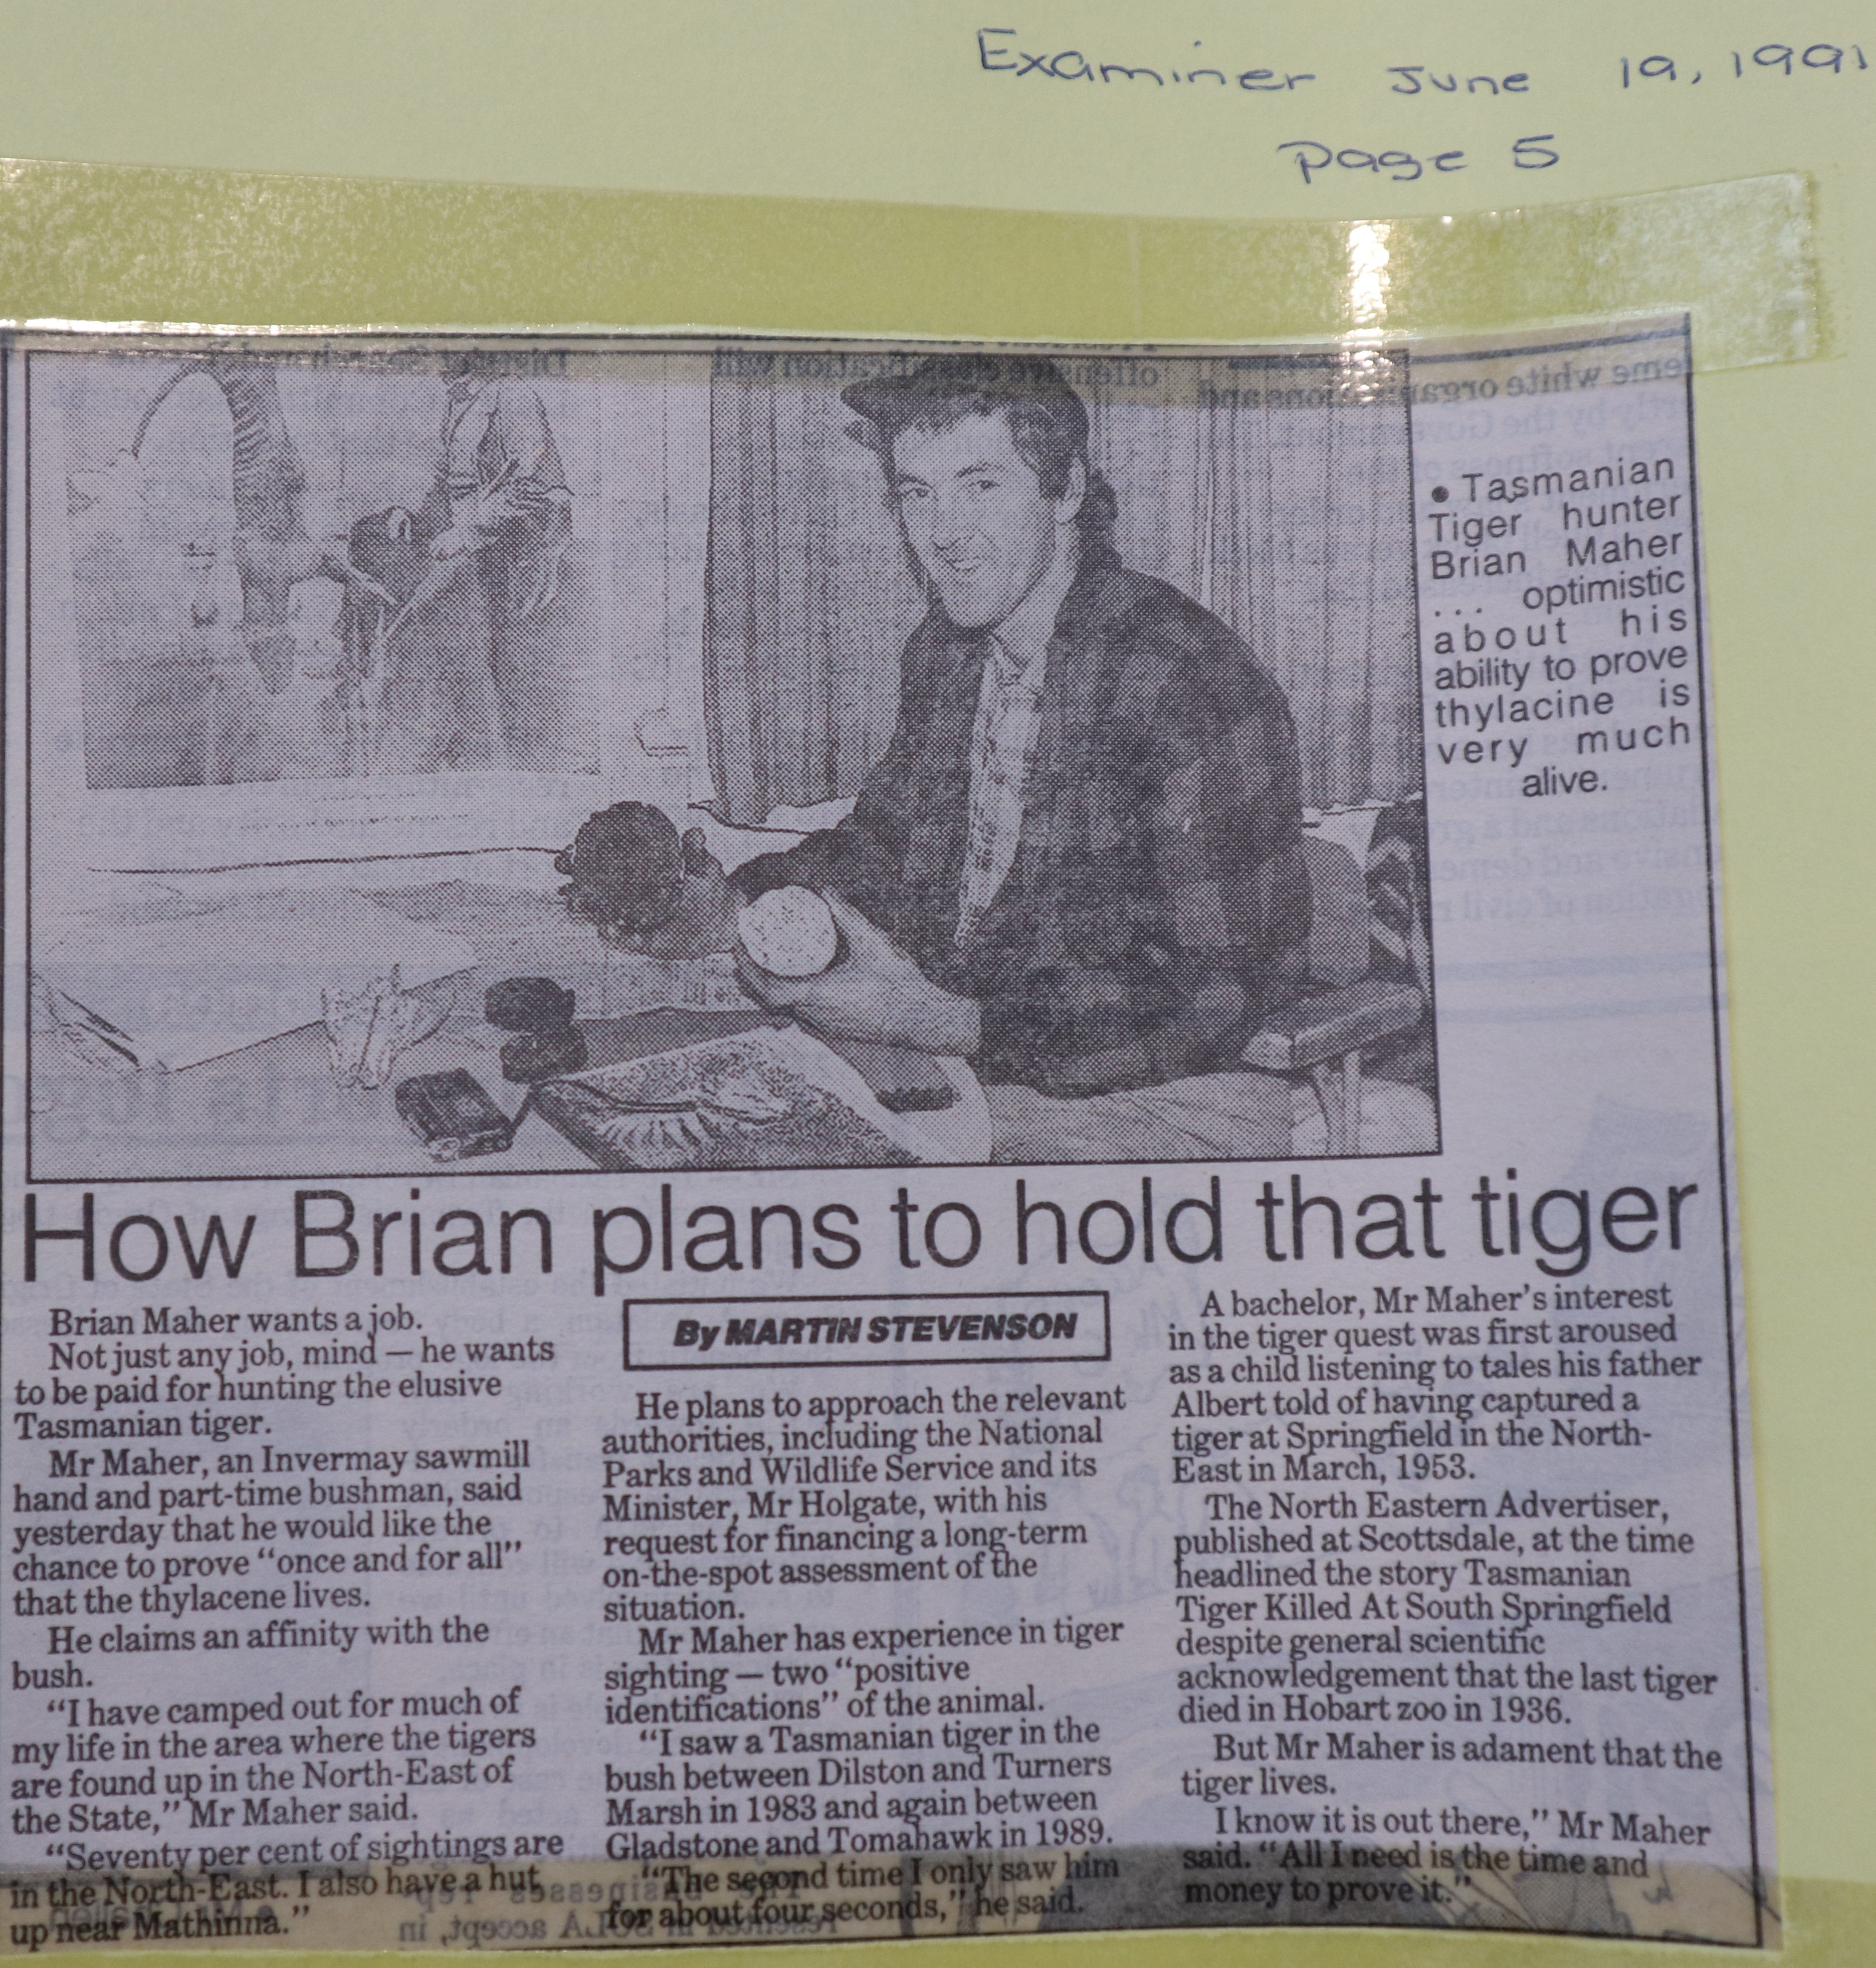 Examiner June 19, 1991
Page 5
• Tasmanian
Tiger hunter
Brian Maher
... optimistic
about his
ability to prove
thylacine is
very much
alive.
How Brian plans to hold that tiger
Brian Maher wants a job.
Not just any job, mind — he wants
to be paid for hunting the elusive
Tasmanian tiger.
Mr Maher, an Invermay sawmill
hand and part-time bushman, said
yesterday that he would like the
chance to prove “once and for all”
that the thylacene lives.
He claims an affinity with the
bush.
“I have camped out for much of
my life in the area where the tigers
are found up in the North-East of
the State,” Mr Maher said.
“Seventy per cent of sightings are
in the North-East. I also have a hut
up near Mathinna.”
By MARTIN STEVENSON
He plans to approach the relevant
authorities, including the National
Parks and Wildlife Service and its
Minister, Mr Holgate, with his
request for financing a long-term
on-the-spot assessment of the
situation.
Mr Maher has experience in tiger
sighting — two “positive
identifications” of the animal.
“I saw a Tasmanian tiger in the
bush between Dilston and Turners
Marsh in 1983 and again between
Gladstone and Tomahawk in 1989.
“The second time I only saw him
for about four seconds,” he said.
A bachelor, Mr Maher’s interest
in the tiger quest was first aroused
as a child listening to tales his father
Albert told of having captured a
tiger at Springfield in the North-
East in March, 1953.
The North Eastern Advertiser,
published at Scottsdale, at the time
headlined the story Tasmanian
Tiger Killed At South Springfield
despite general scientific
acknowledgement that the last tiger
died in Hobart zoo in 1936.
But Mr Maher is adament that the
tiger lives.
I know it is out there,” Mr Maher
said. “All I need is the time and
money to prove it.”